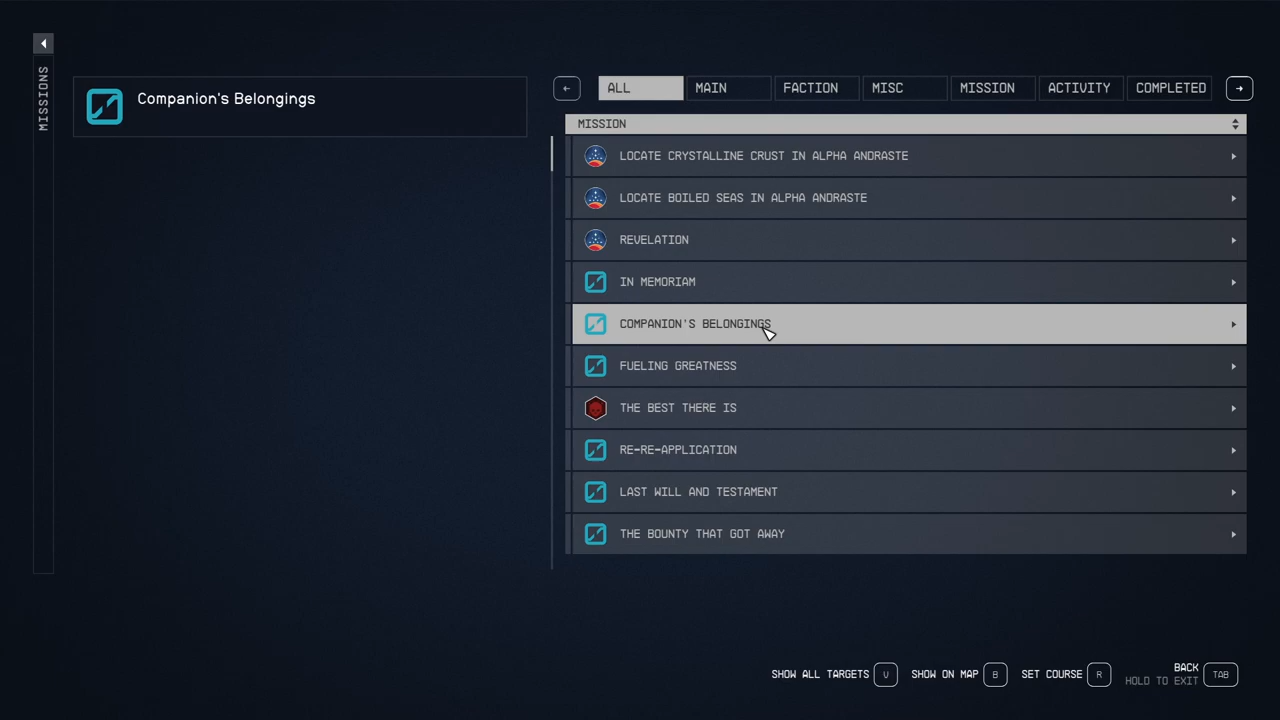 MISSIONS
Companion's Belongings
ALL
MAIN
FACTION
MISC
MISSION
ACTIVITY
COMPLETED
MISSION
LOCATE CRYSTALLINE CRUST IN ALPHA ANDRASTE
LOCATE BOILED SEAS IN ALPHA ANDRASTE
REVELATION
IN MEMORIAM
COMPANION'S BELONGINGS
FUELING GREATNESS
THE BEST THERE IS
RE-RE-APPLICATION
LAST WILL AND TESTAMENT
THE BOUNTY THAT GOT AWAY
SHOW ALL TARGETS V
SHOW ON MAP B
SET COURSE R
BACK
HOLD TO EXIT
TAB